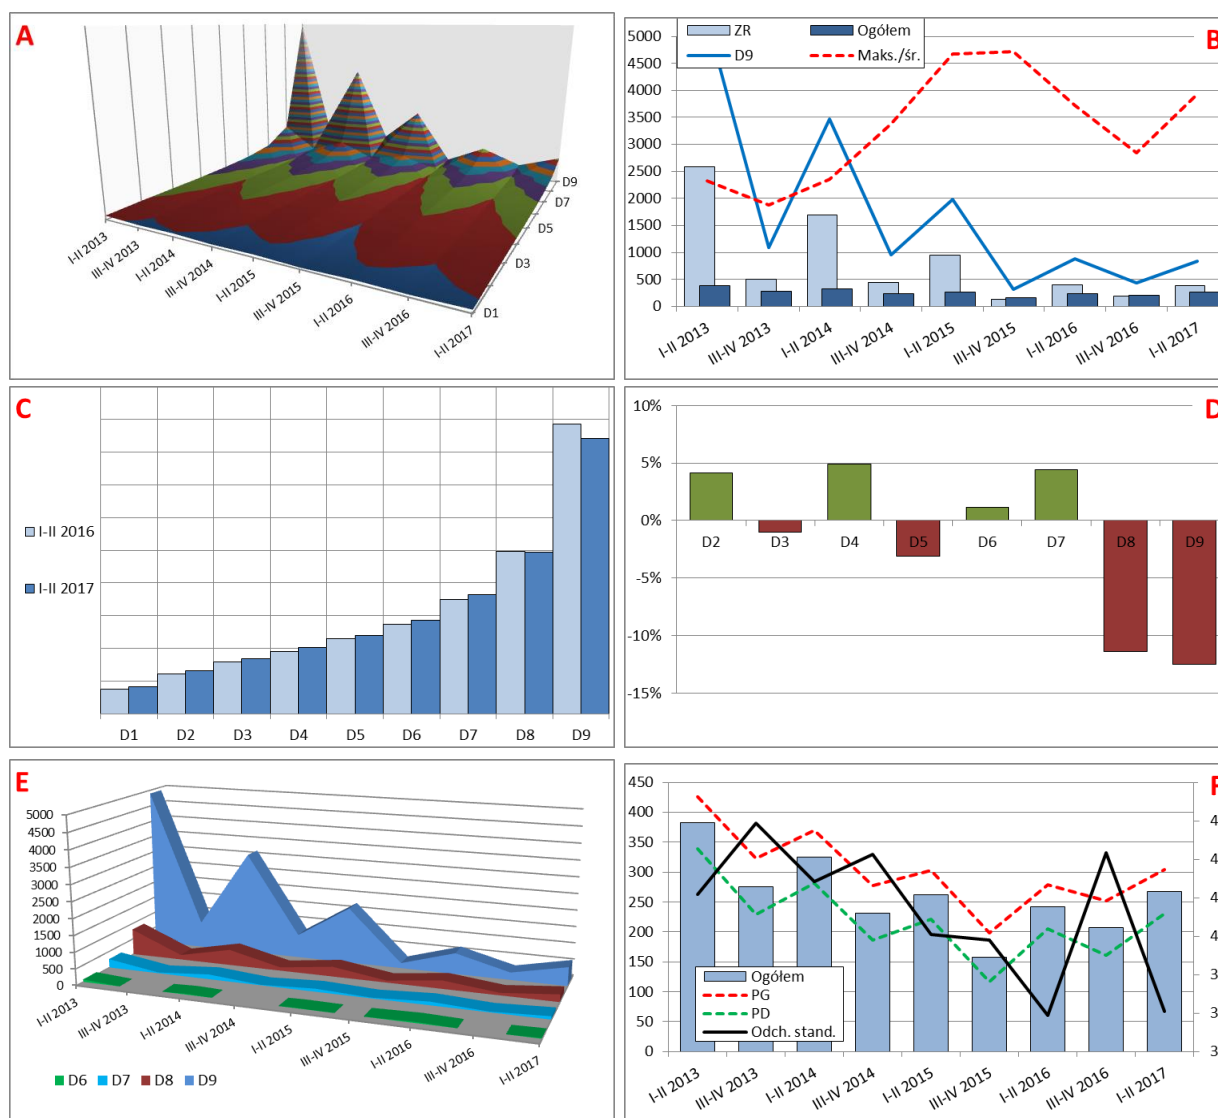 A
D9
D7
D5
D3
D1
I-II 2013
III-IV 2013
I-II 2014
III-IV 2014
I-II 2015
III-IV 2015
I-II 2016
III-IV 2016
I-II 2017
B
ZR
Ogółem
D9
Maks./śr.
5000
4500
4000
3500
3000
2500
2000
1500
1000
500
0
I-II 2013
III-IV 2013
I-II 2014
III-IV 2014
I-II 2015
III-IV 2015
I-II 2016
III-IV 2016
I-II 2017
C
I-II 2016
I-II 2017
D1 D2 D3 D4 D5 D6 D7 D8 D9
D
10%
5%
0%
-5%
-10%
-15%
D2 D3 D4 D5 D6 D7 D8 D9
E
5000
4500
4000
3500
3000
2500
2000
1500
1000
500
0
I-II 2013
III-IV 2013
I-II 2014
III-IV 2014
I-II 2015
III-IV 2015
I-II 2016
III-IV 2016
I-II 2017
D6 D7 D8 D9
F
450
400
350
300
250
200
150
100
50
0
4
4
4
4
3
3
3
Ogółem
PG
PD
Odch. stand.
I-II 2013
III-IV 2013
I-II 2014
III-IV 2014
I-II 2015
III-IV 2015
I-II 2016
III-IV 2016
I-II 2017